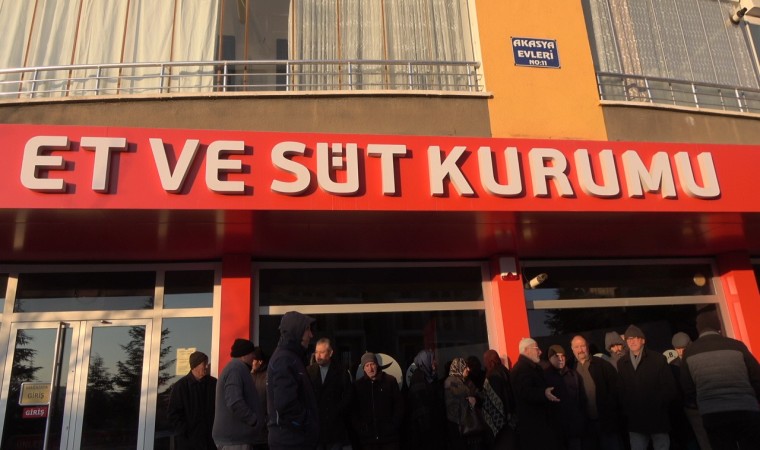 AKASYA
EVLERİ
NO:11
ET VE SÜT KURUMU
GİRİŞ